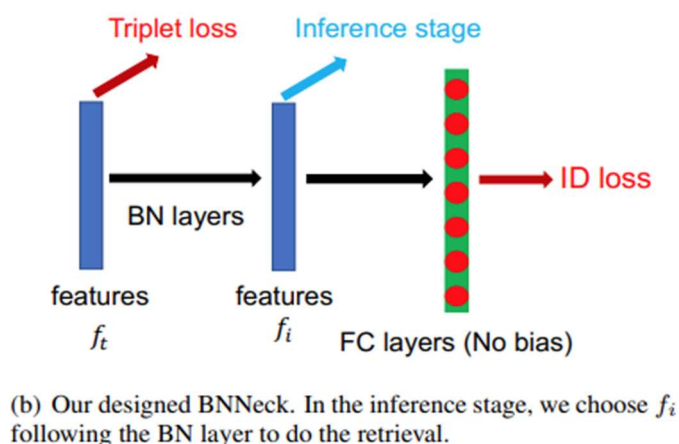 Triplet loss
Inference stage
ID loss
BN layers
features
features
f_t
f_i
FC layers (No bias)
(b) Our designed BNNeck. In the inference stage, we choose f_i
following the BN layer to do the retrieval.